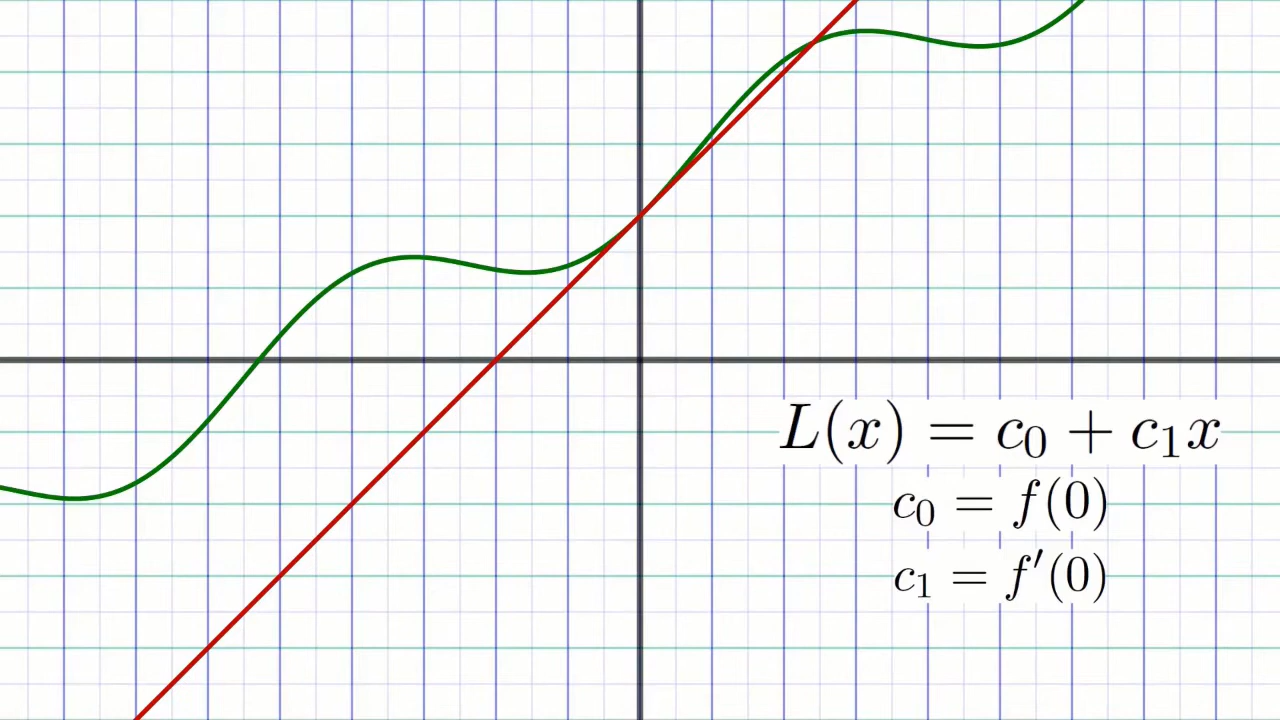 L(x) = c₀ + c₁x
c₀ = f(0)
c₁ = f′(0)